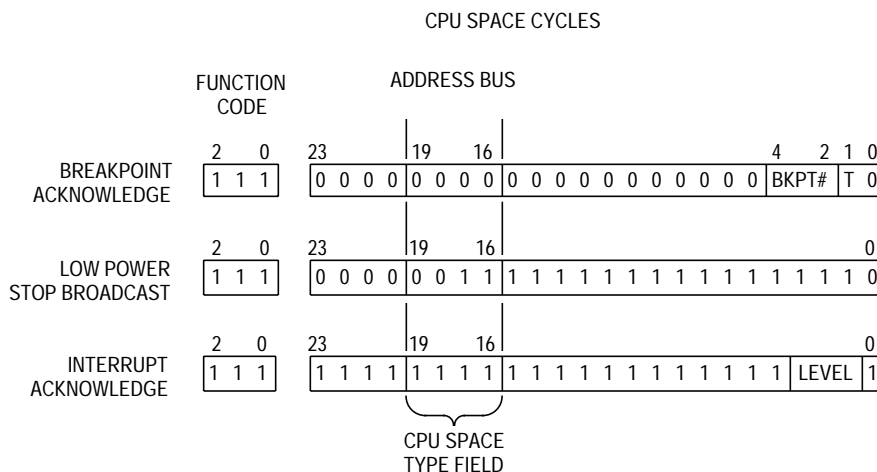 CPU SPACE CYCLES
FUNCTION
CODE
ADDRESS BUS
2 0 23 19 16 4 2 1 0
BREAKPOINT
ACKNOWLEDGE
1 1 1 0 0 0 0 0 0 0 0 0 0 0 0 0 0 0 0 0 0 0 BKPT# T 0
2 0 23 19 16 0
LOW POWER
STOP BROADCAST
1 1 1 0 0 0 0 0 0 1 1 1 1 1 1 1 1 1 1 1 1 1 1 1 1 1 0
2 0 23 19 16 0
INTERRUPT
ACKNOWLEDGE
1 1 1 1 1 1 1 1 1 1 1 1 1 1 1 1 1 1 1 1 1 1 1 LEVEL 1
CPU SPACE
TYPE FIELD